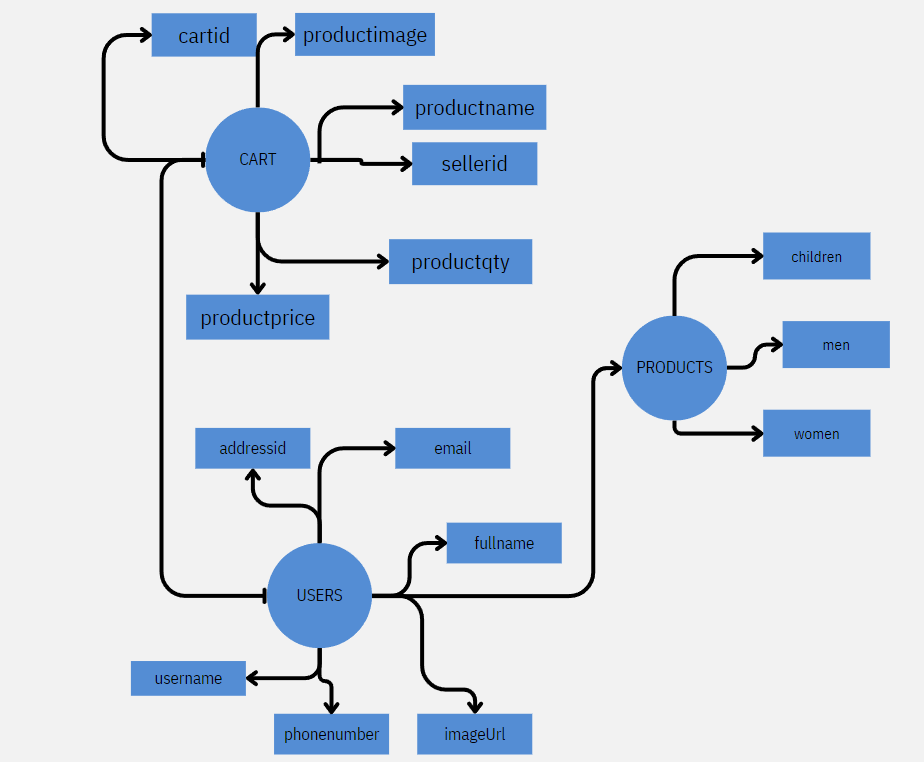 cartid
productimage
productname
CART
sellerid
productqty
productprice
children
men
PRODUCTS
women
addressid
email
fullname
USERS
username
phonenumber
imageUrl